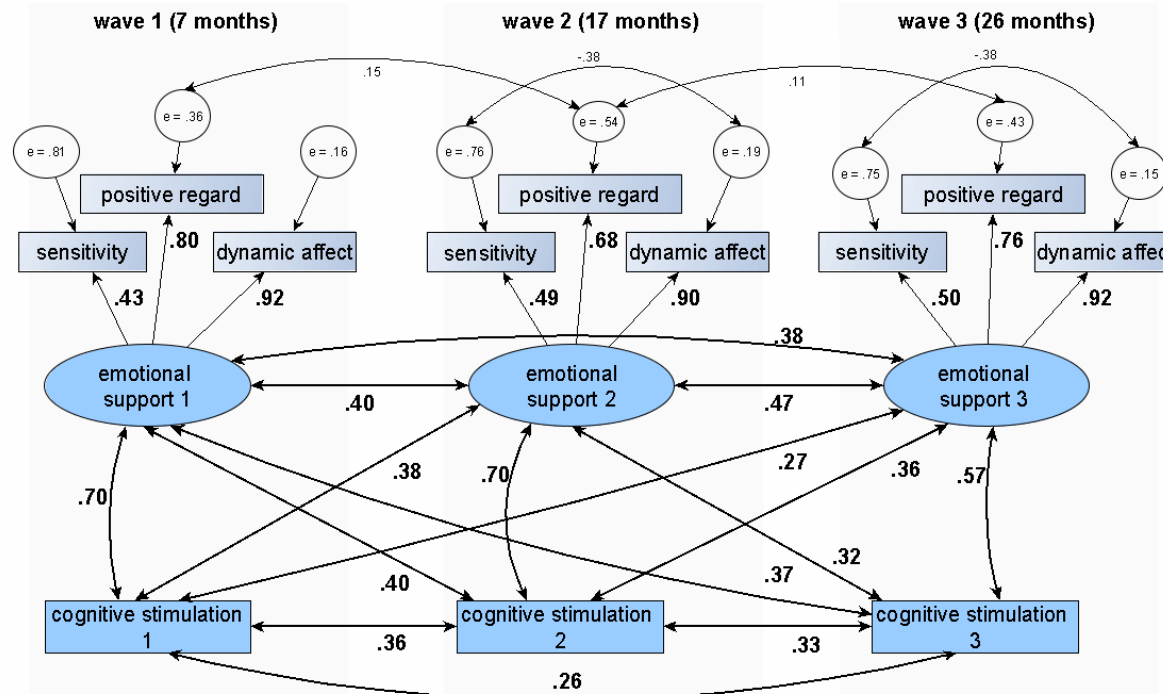 wave 1 (7 months)
wave 2 (17 months)
wave 3 (26 months)
.15
-.38
.11
-.38
e = .36
e = .54
e = .43
e = .81
e = .16
e = .76
e = .19
e = .75
e = .15
positive regard
positive regard
positive regard
sensitivity
.80
dynamic affect
sensitivity
.68
dynamic affect
sensitivity
.76
dynamic affect
.43
.92
.49
.90
.50
.92
.38
emotional
support 1
emotional
support 2
emotional
support 3
.40
.47
.70
.38
.70
.27
.36
.57
.40
.37
.32
cognitive stimulation
1
cognitive stimulation
2
cognitive stimulation
3
.36
.33
.26